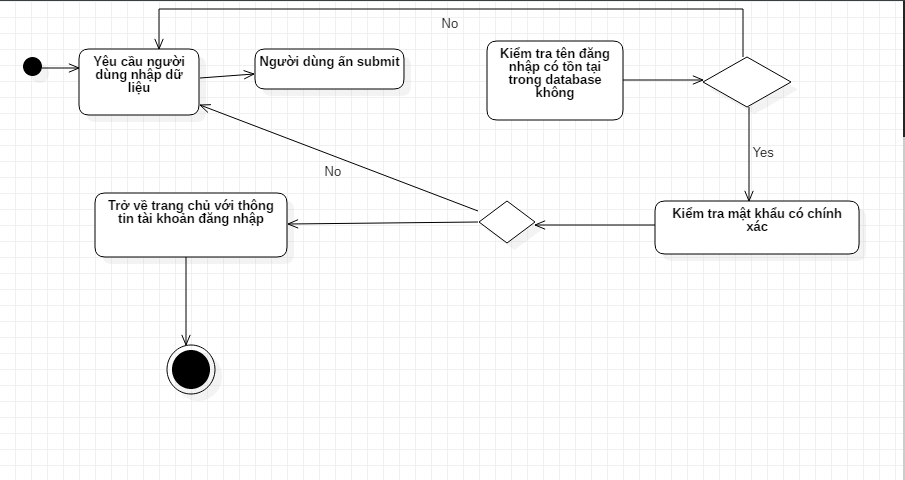 No
Yêu cầu người
dùng nhập dữ
liệu
Người dùng ấn submit
Kiểm tra tên đăng
nhập có tồn tại
trong database
không
Yes
No
Trở về trang chủ với thông
tin tài khoản đăng nhập
Kiểm tra mật khẩu có chính
xác